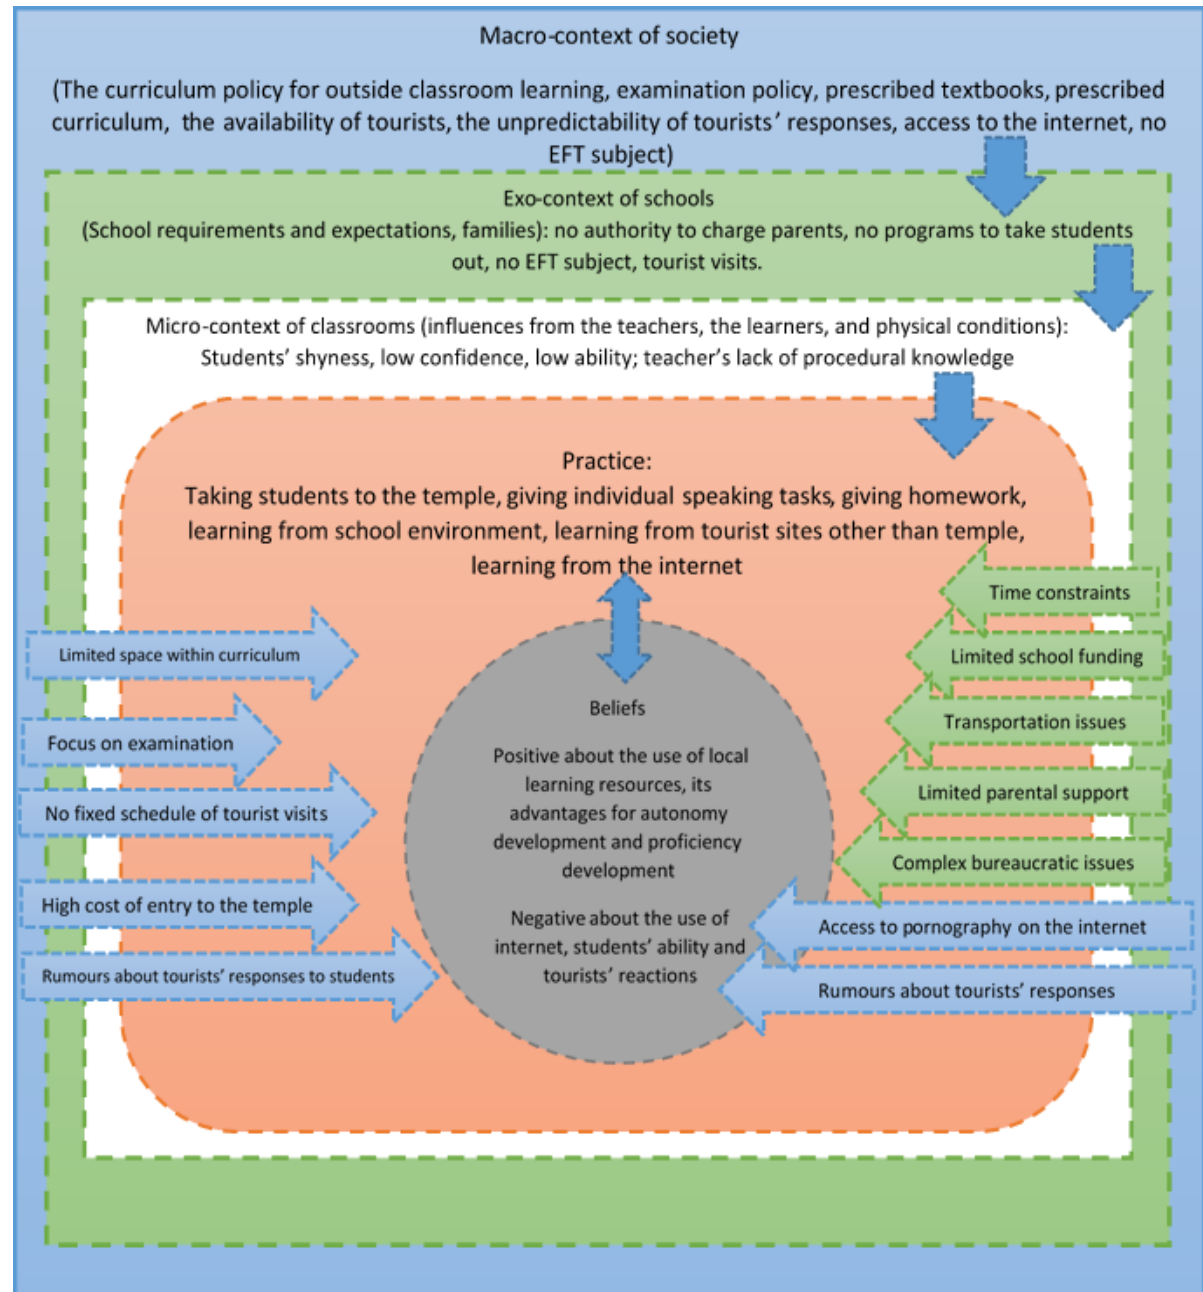 Macro-context of society
(The curriculum policy for outside classroom learning, examination policy, prescribed textbooks, prescribed
curriculum, the availability of tourists, the unpredictability of tourists’ responses, access to the internet, no
EFT subject)
Exo-context of schools
(School requirements and expectations, families): no authority to charge parents, no programs to take students
out, no EFT subject, tourist visits.
Micro-context of classrooms (influences from the teachers, the learners, and physical conditions):
Students’ shyness, low confidence, low ability; teacher’s lack of procedural knowledge
Practice:
Taking students to the temple, giving individual speaking tasks, giving homework,
learning from school environment, learning from tourist sites other than temple,
learning from the internet
Limited space within curriculum
Focus on examination
No fixed schedule of tourist visits
High cost of entry to the temple
Rumours about tourists’ responses to students
Beliefs
Positive about the use of local
learning resources, its
advantages for autonomy
development and proficiency
development
Negative about the use of
internet, students’ ability and
tourists’ reactions
Time constraints
Limited school funding
Transportation issues
Limited parental support
Complex bureaucratic issues
Access to pornography on the internet
Rumours about tourists’ responses